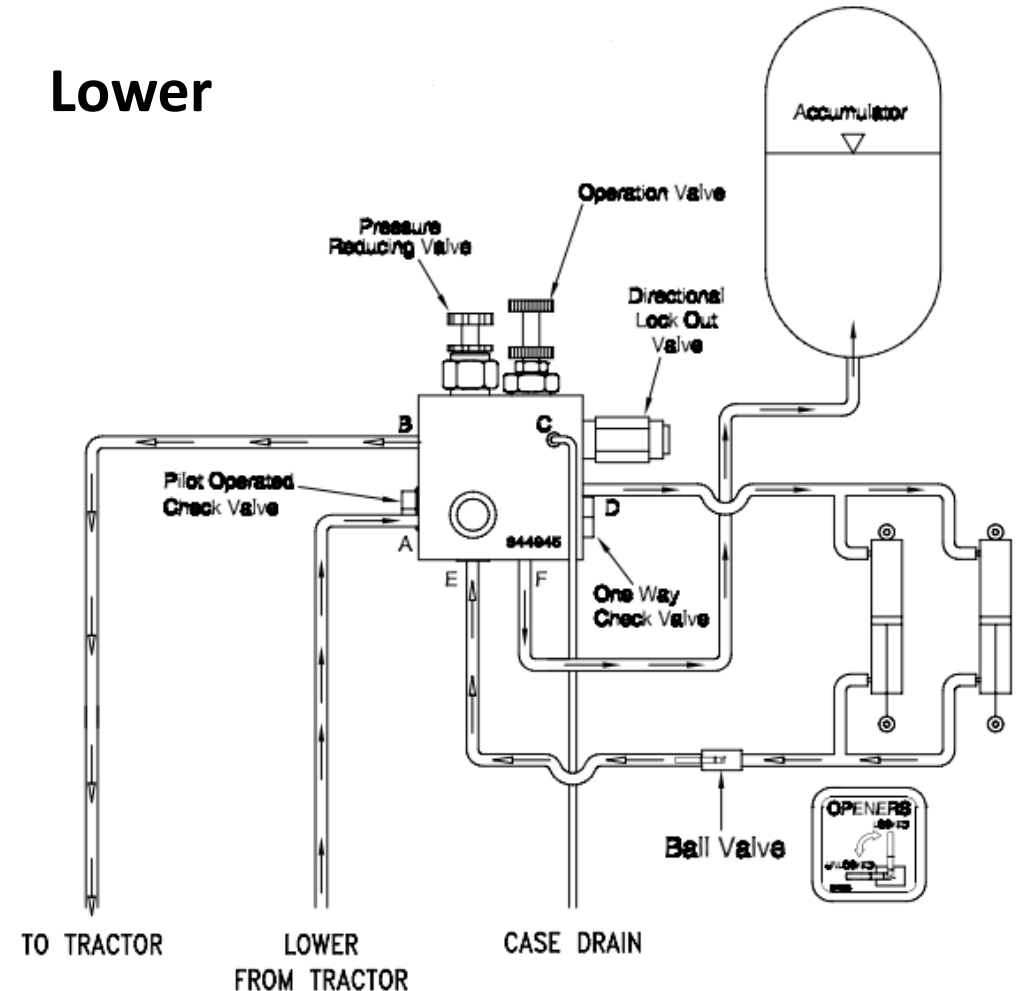 Lower
Accumulator
Operation Valve
Pressure
Reducing Valve
Directional
Lock Out
Valve
B
C
Pilot Operated
Check Valve
D
A
S44945
E
F
One Way
Check Valve
OPENERS
Ball Valve
TO TRACTOR
LOWER
FROM TRACTOR
CASE DRAIN